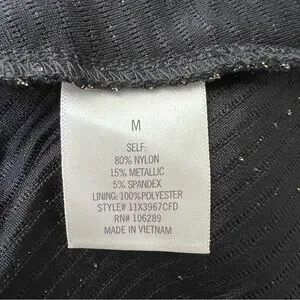 M
SELF:
80% NYLON
15% METALLIC
5% SPANDEX
LINING: 100%POLYESTER
STYLE# 11X3967CFD
RN# 106289
MADE IN VIETNAM